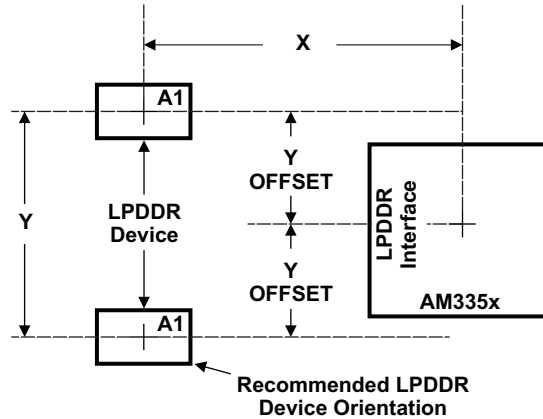 X
A1
Y
OFFSET
Y
LPDDR
Device
LPDDR
Interface
Y
OFFSET
AM335x
A1
Recommended LPDDR
Device Orientation